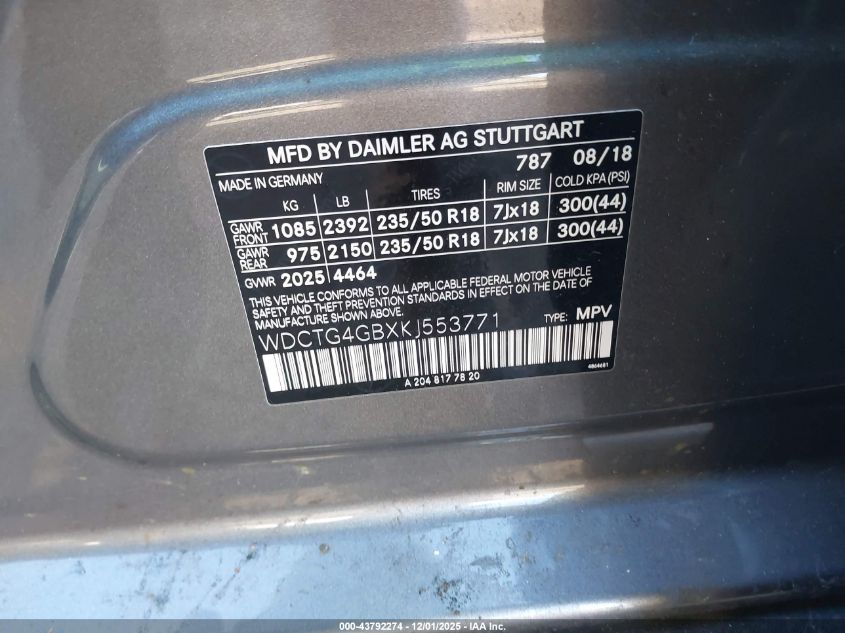 MFD BY DAIMLER AG STUTTGART
787 08/18
MADE IN GERMANY
KG LB TIRES RIM SIZE COLD KPA (PSI)
GAWR FRONT 1085 2392 235/50 R18 7Jx18 300(44)
GAWR REAR 975 2150 235/50 R18 7Jx18 300(44)
GVWR 2025 4464
THIS VEHICLE CONFORMS TO ALL APPLICABLE FEDERAL MOTOR VEHICLE
SAFETY AND THEFT PREVENTION STANDARDS IN EFFECT ON THE DATE OF
MANUFACTURE SHOWN ABOVE.
WDCTG4GBXKJ553771 TYPE: MPV
A 204 817 78 20
4864681
000-43792274 - 12/01/2025 - IAA Inc.